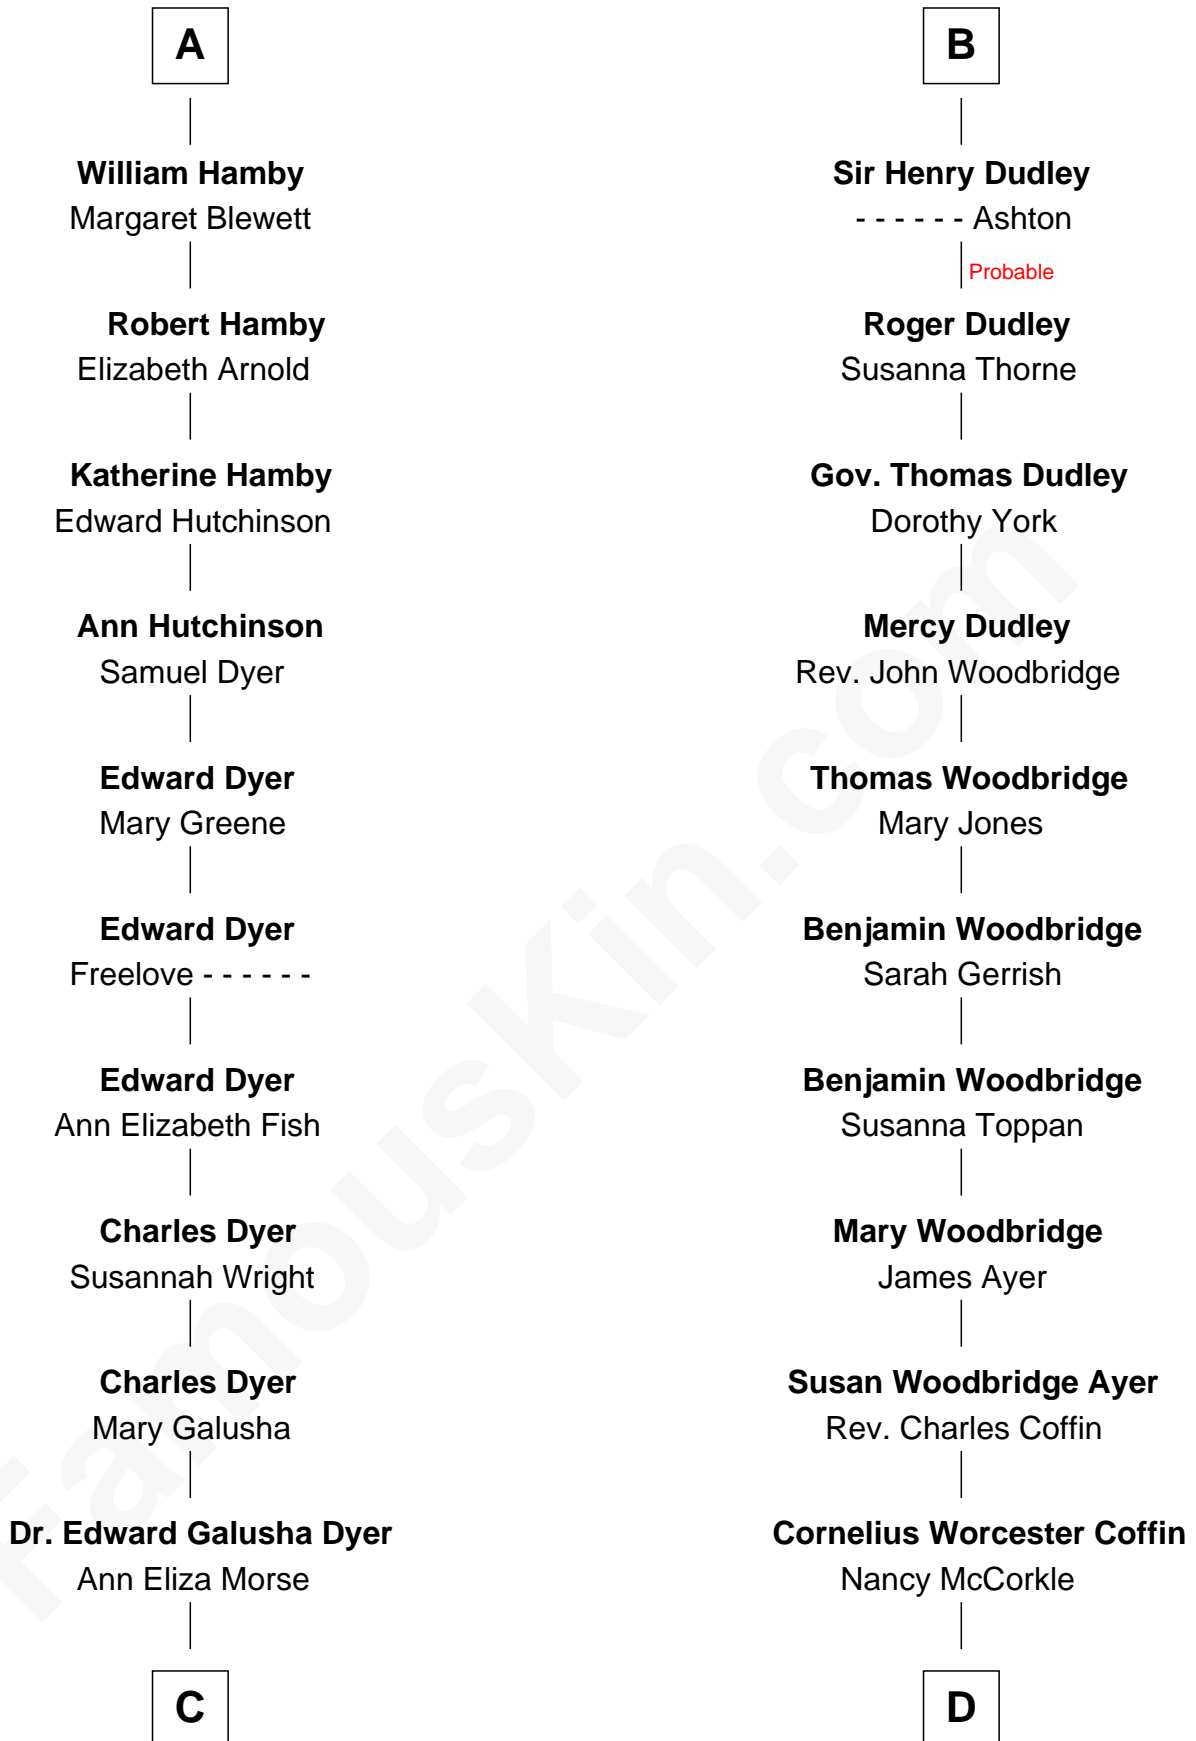 A
William Hamby
Margaret Blewett
Robert Hamby
Elizabeth Arnold
Katherine Hamby
Edward Hutchinson
Ann Hutchinson
Samuel Dyer
Edward Dyer
Mary Greene
Edward Dyer
Freelove - - - - - -
Edward Dyer
Ann Elizabeth Fish
Charles Dyer
Susannah Wright
Charles Dyer
Mary Galusha
Dr. Edward Galusha Dyer
Ann Eliza Morse
C
B
Sir Henry Dudley
- - - - - - Ashton
Probable
Roger Dudley
Susanna Thorne
Gov. Thomas Dudley
Dorothy York
Mercy Dudley
Rev. John Woodbridge
Thomas Woodbridge
Mary Jones
Benjamin Woodbridge
Sarah Gerrish
Benjamin Woodbridge
Susanna Toppan
Mary Woodbridge
James Ayer
Susan Woodbridge Ayer
Rev. Charles Coffin
Cornelius Worcester Coffin
Nancy McCorkle
D
FamousKin.com